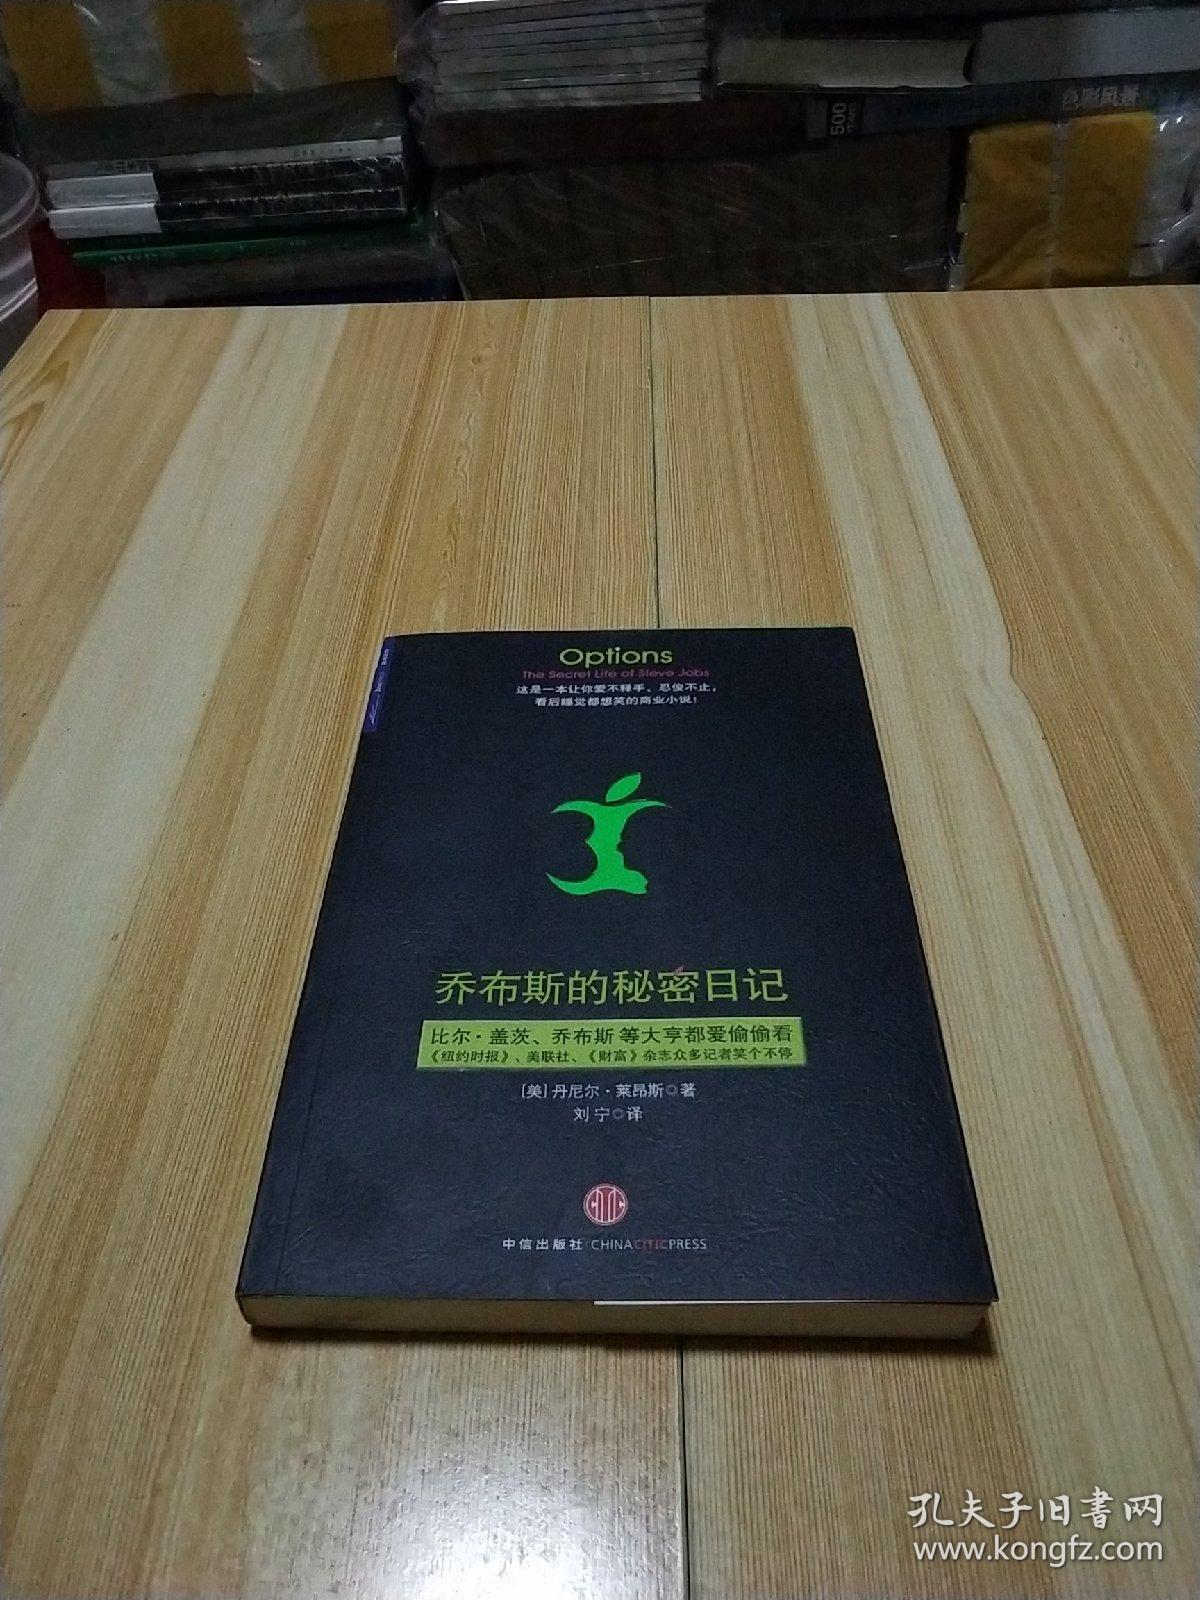 500
Options
The Secret Life of Steve Jobs
这是一本让你爱不释手、忍俊不止，
看后睡觉都想笑的商业小说！
乔布斯的秘密日记
比尔·盖茨、乔布斯 等大亨都爱偷偷看
《纽约时报》、美联社、《财富》杂志众多记者笑个不停
[美] 丹尼尔·莱昂斯◎著
刘宁◎译
中信出版社·CHINACITICPRESS
孔夫子旧书网
www.kongfz.com